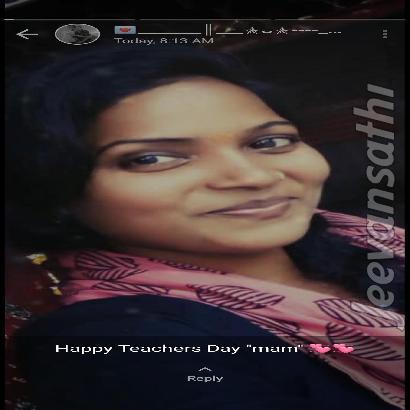 Today, 8:13 AM
jeevansathi
Happy Teachers Day "mam" 💕💕
Reply